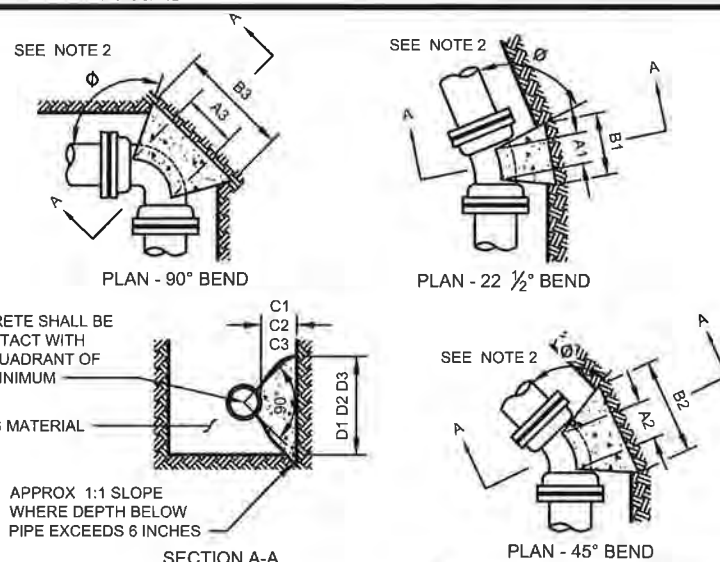 SEE NOTE 2
Φ
A
A
B3
A3
PLAN - 90° BEND
SEE NOTE 2
Ø
A
A
A1
B1
PLAN - 22 ½° BEND
RETE SHALL BE
TACT WITH
UADRANT OF
INIMUM
MATERIAL
C1
C2
C3
90°
D1 D2 D3
APPROX 1:1 SLOPE
WHERE DEPTH BELOW
PIPE EXCEEDS 6 INCHES
SECTION A-A
SEE NOTE 2
Ø
A
A
A2
B2
PLAN - 45° BEND